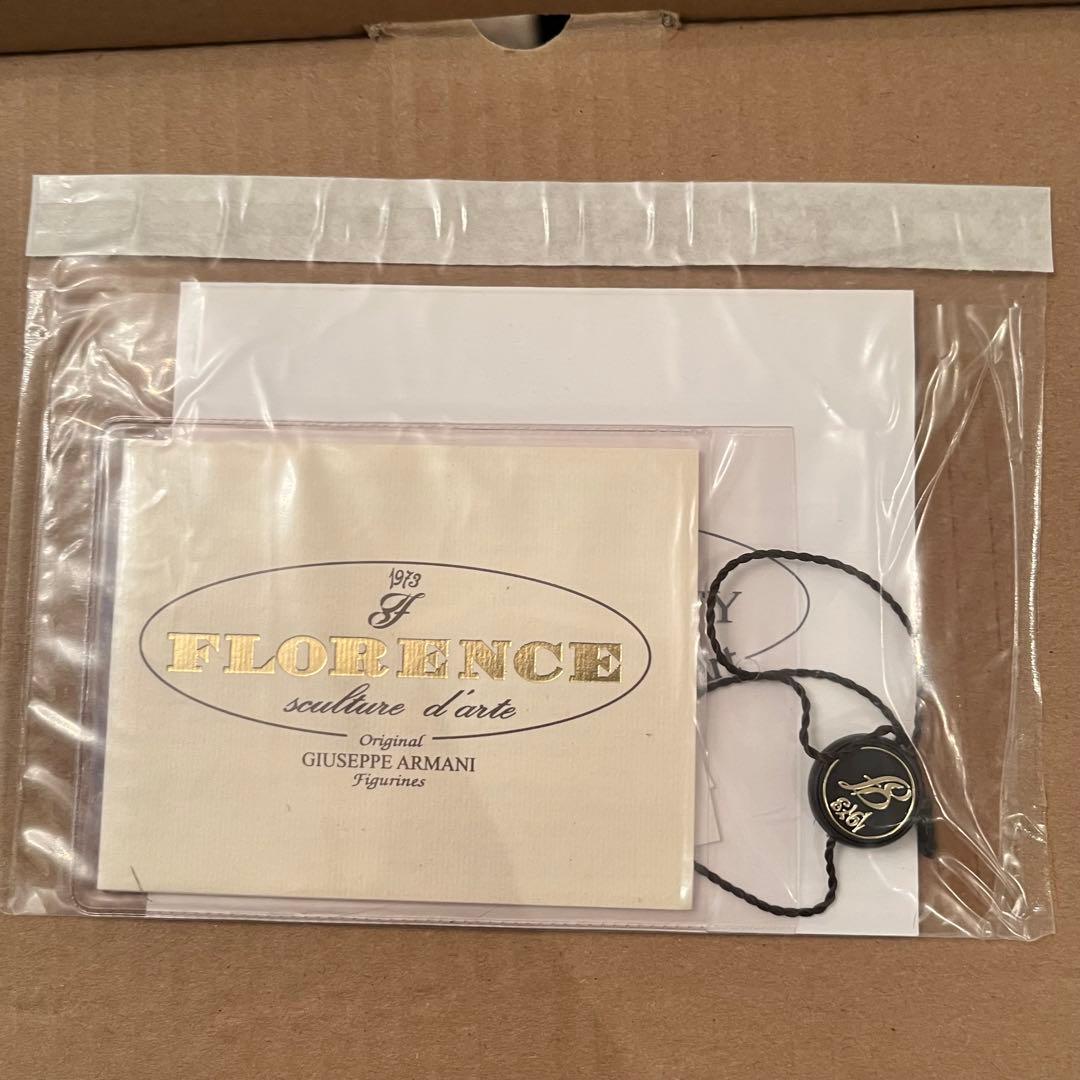 1973
FLORENCE
sculture d'arte
Original
GIUSEPPE ARMANI
Figurines
1973